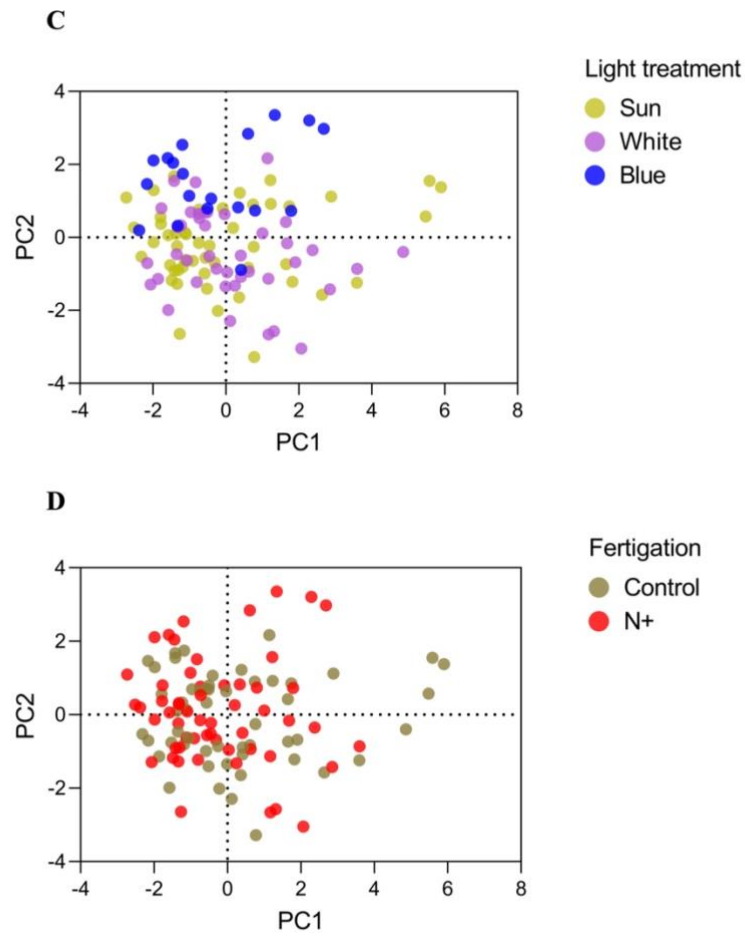 C
Light treatment
Sun
White
Blue
4
2
0
-2
-4
PC2
-4 -2 0 2 4 6 8
PC1
D
Fertigation
Control
N+
4
2
0
-2
-4
PC2
-4 -2 0 2 4 6 8
PC1